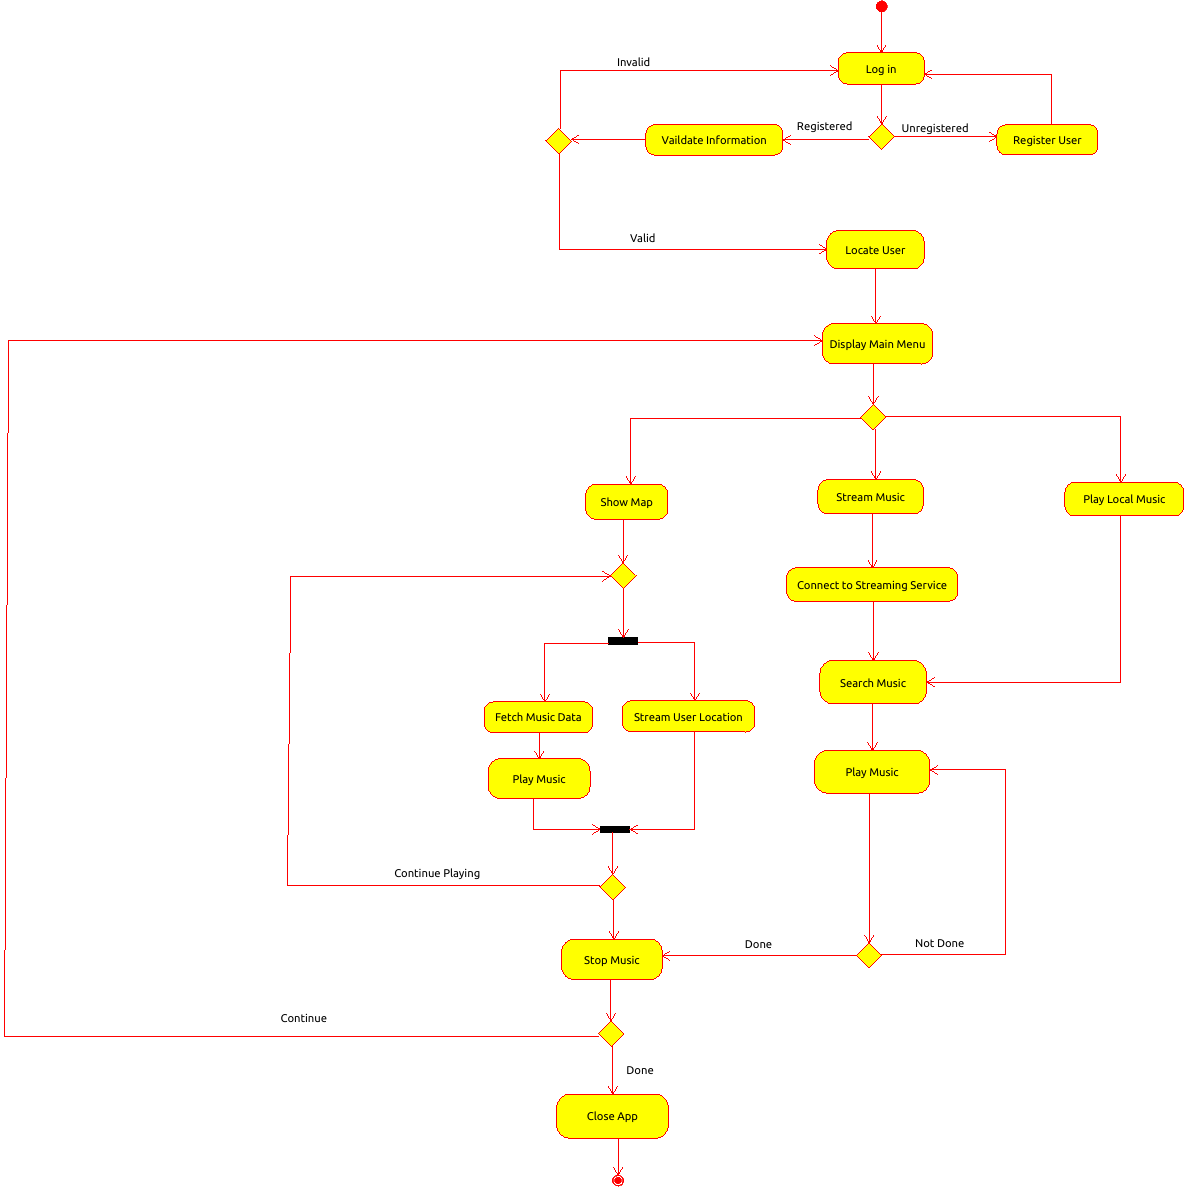 Invalid
Log in
Registered
Unregistered
Vaildate Information
Register User
Valid
Locate User
Display Main Menu
Show Map
Stream Music
Play Local Music
Connect to Streaming Service
Search Music
Fetch Music Data
Stream User Location
Play Music
Play Music
Continue Playing
Stop Music
Done
Not Done
Continue
Done
Close App